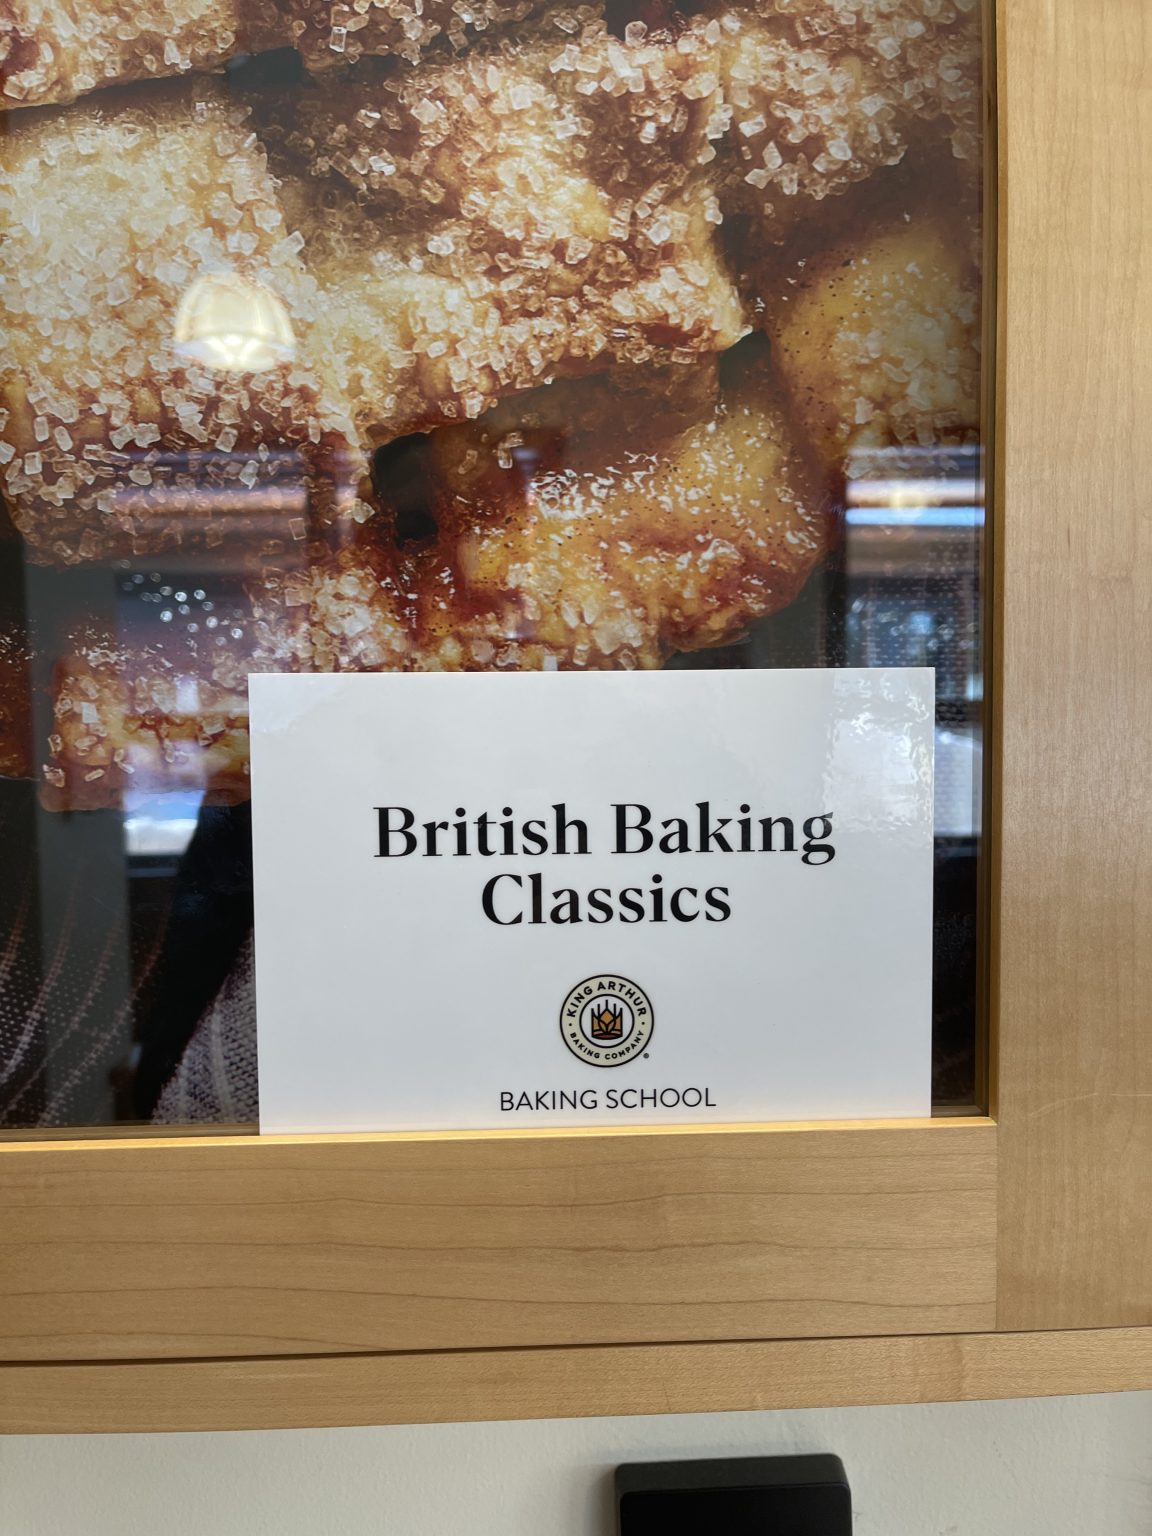 British Baking
Classics
KING ARTHUR
BAKING COMPANY
®
BAKING SCHOOL